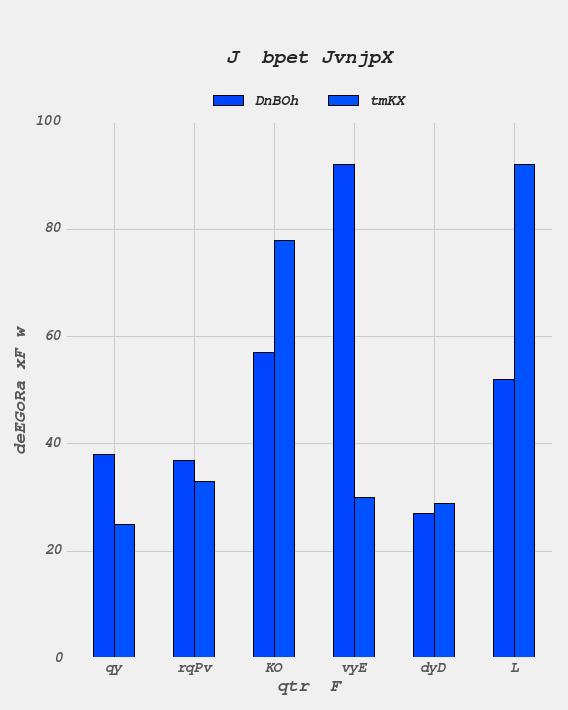 J  bpet JvnjpX
DnBOh tmKX
100
80
60
40
20
0
deEGoRa xF w
qy rqPv KO vyE dyD L
qtr  F